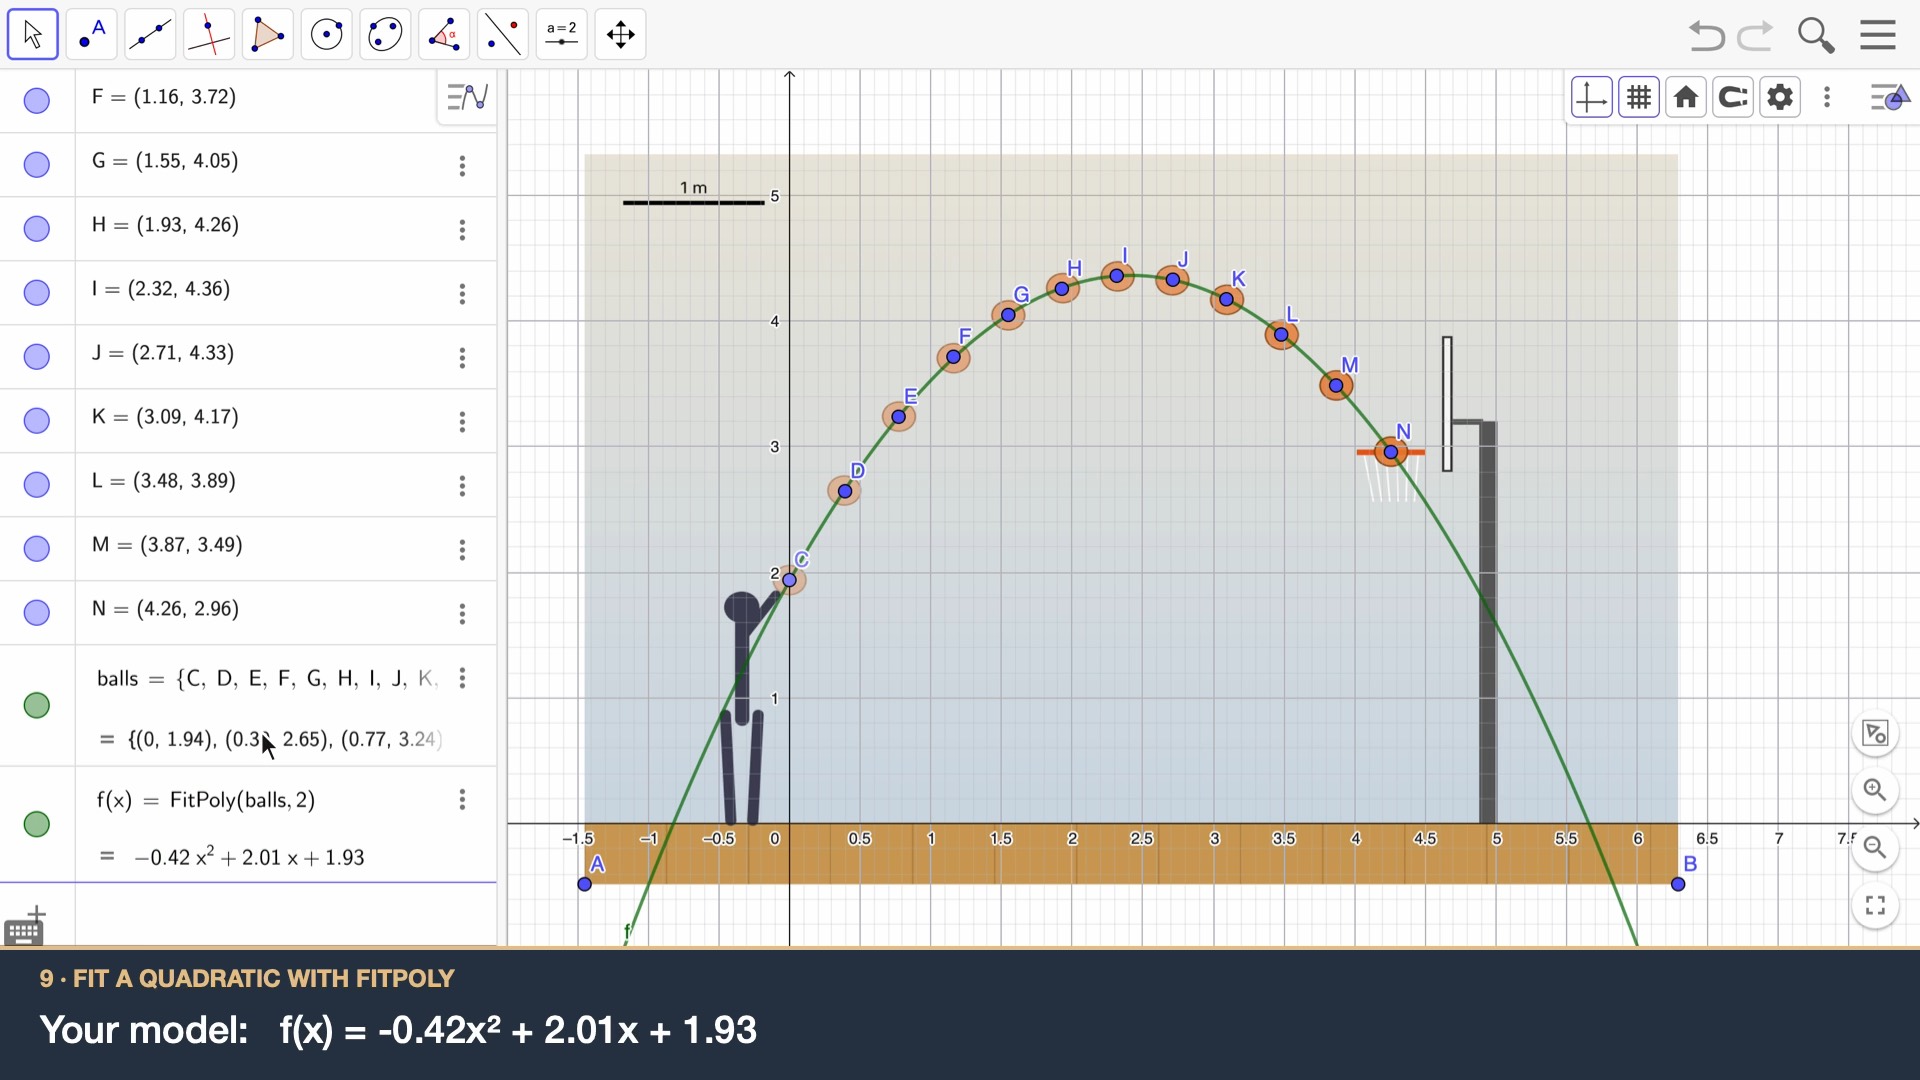 A
a=2
F = (1.16, 3.72)
G = (1.55, 4.05)
H = (1.93, 4.26)
I = (2.32, 4.36)
J = (2.71, 4.33)
K = (3.09, 4.17)
L = (3.48, 3.89)
M = (3.87, 3.49)
N = (4.26, 2.96)
balls = {C, D, E, F, G, H, I, J, K,
= {(0, 1.94), (0.3 2.65), (0.77, 3.24)
f(x) = FitPoly(balls, 2)
= −0.42 x² + 2.01 x + 1.93
1 m
5
4
3
2
1
C
D
E
F
G
H
I
J
K
L
M
N
−1.5 −1 −0.5 0 0.5 1 1.5 2 2.5 3 3.5 4 4.5 5 5.5 6 6.5 7 7.5
A
B
f
9 · FIT A QUADRATIC WITH FITPOLY
Your model: f(x) = -0.42x² + 2.01x + 1.93